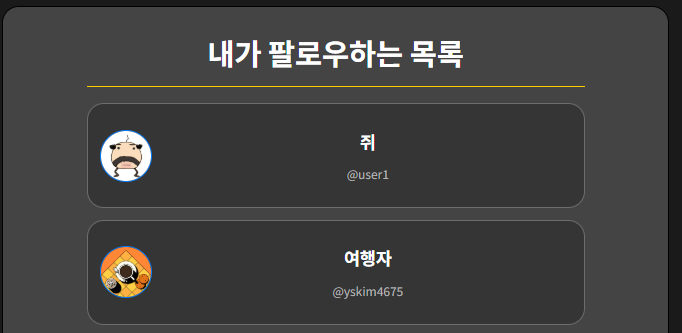 내가 팔로우하는 목록
쥐
@user1
여행자
@yskim4675